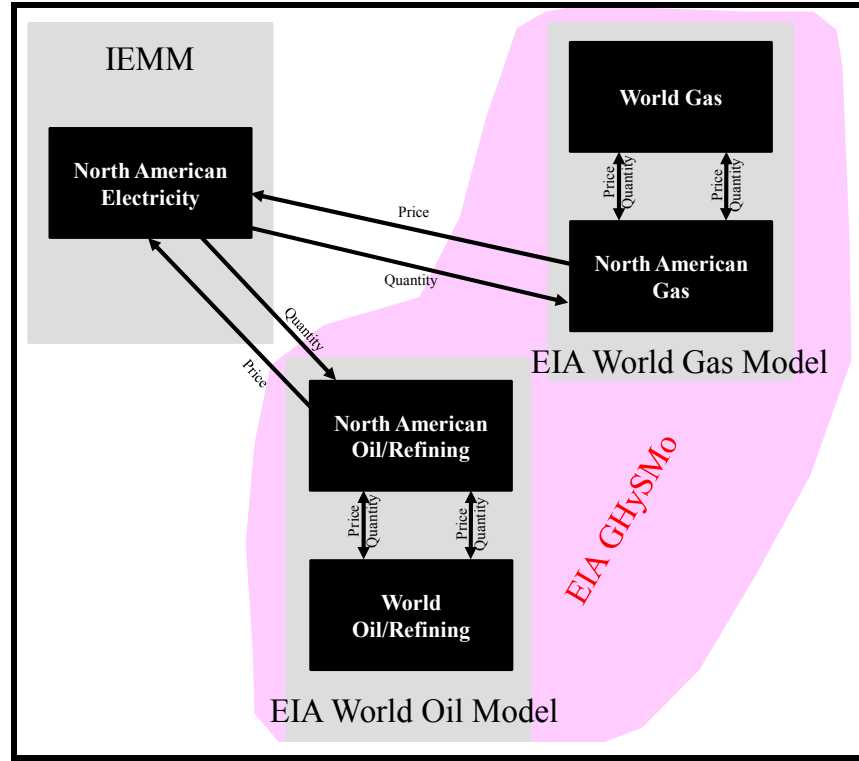 IEMM
North American
Electricity
World Gas
Price
Quantity
Price
Quantity
North American
Gas
EIA World Gas Model
Price
Quantity
Quantity
Price
North American
Oil/Refining
Price
Quantity
Price
Quantity
World
Oil/Refining
EIA World Oil Model
EIA GHySMo